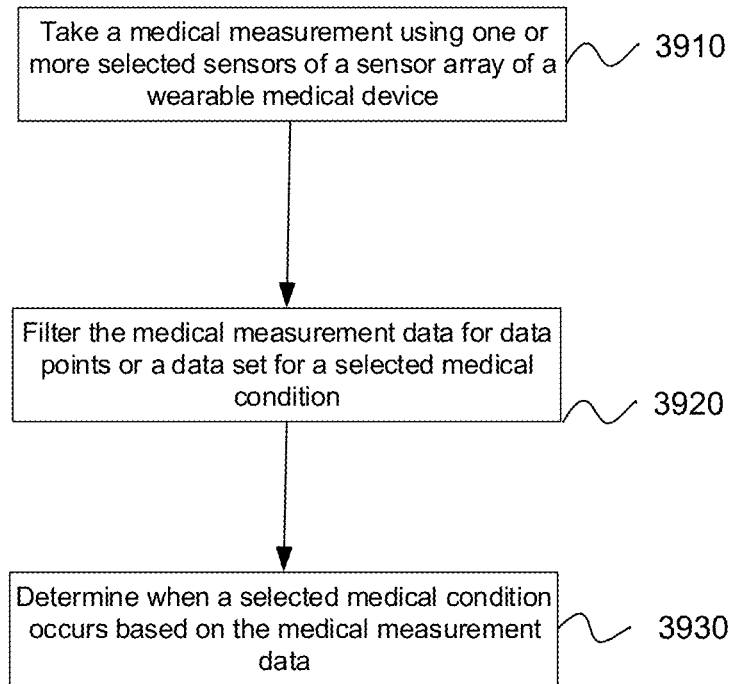 Take a medical measurement using one or
more selected sensors of a sensor array of a
wearable medical device
3910
Filter the medical measurement data for data
points or a data set for a selected medical
condition
3920
Determine when a selected medical condition
occurs based on the medical measurement
data
3930